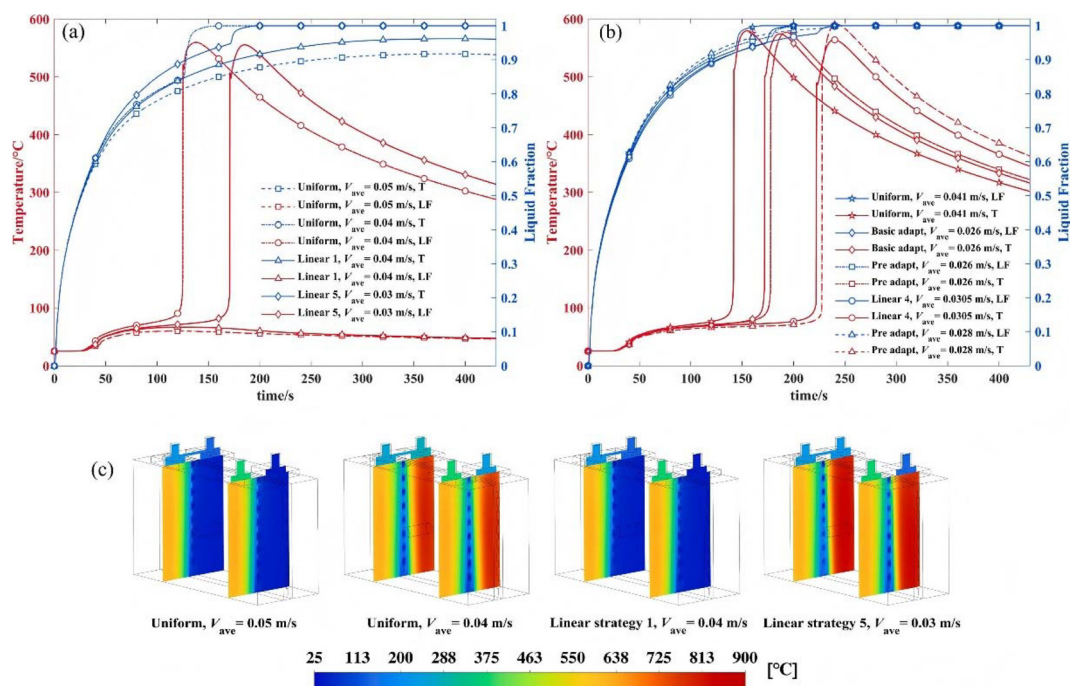 (a)
600
500
400
300
200
100
0
Temperature/°C
1
0.9
0.8
0.7
0.6
0.5
0.4
0.3
0.2
0.1
0
Liquid Fraction
Uniform, Vave = 0.05 m/s, T
Uniform, Vave = 0.05 m/s, LF
Uniform, Vave = 0.04 m/s, T
Uniform, Vave = 0.04 m/s, LF
Linear 1, Vave = 0.04 m/s, T
Linear 1, Vave = 0.04 m/s, LF
Linear 5, Vave = 0.03 m/s, T
Linear 5, Vave = 0.03 m/s, LF
0 50 100 150 200 250 300 350 400
time/s
(b)
600
500
400
300
200
100
0
Temperature/°C
1
0.9
0.8
0.7
0.6
0.5
0.4
0.3
0.2
0.1
0
Liquid Fraction
Uniform, Vave = 0.041 m/s, LF
Uniform, Vave = 0.041 m/s, T
Basic adapt, Vave = 0.026 m/s, LF
Basic adapt, Vave = 0.026 m/s, T
Pre adapt, Vave = 0.026 m/s, LF
Pre adapt, Vave = 0.026 m/s, T
Linear 4, Vave = 0.0305 m/s, LF
Linear 4, Vave = 0.0305 m/s, T
Pre adapt, Vave = 0.028 m/s, LF
Pre adapt, Vave = 0.028 m/s, T
0 50 100 150 200 250 300 350 400
time/s
(c)
Uniform, Vave = 0.05 m/s
Uniform, Vave = 0.04 m/s
Linear strategy 1, Vave = 0.04 m/s
Linear strategy 5, Vave = 0.03 m/s
25 113 200 288 375 463 550 638 725 813 900
[°C]